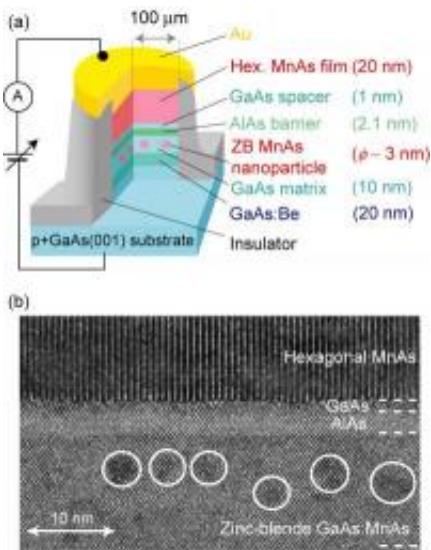 (a)
100 μm
Au
Hex. MnAs film (20 nm)
GaAs spacer (1 nm)
AlAs barrier (2.1 nm)
ZB MnAs nanoparticle (ϕ~ 3 nm)
GaAs matrix (10 nm)
GaAs:Be (20 nm)
Insulator
A
p+GaAs(001) substrate
(b)
Hexagonal MnAs
GaAs
AlAs
10 nm
Zinc-blende GaAs:MnAs